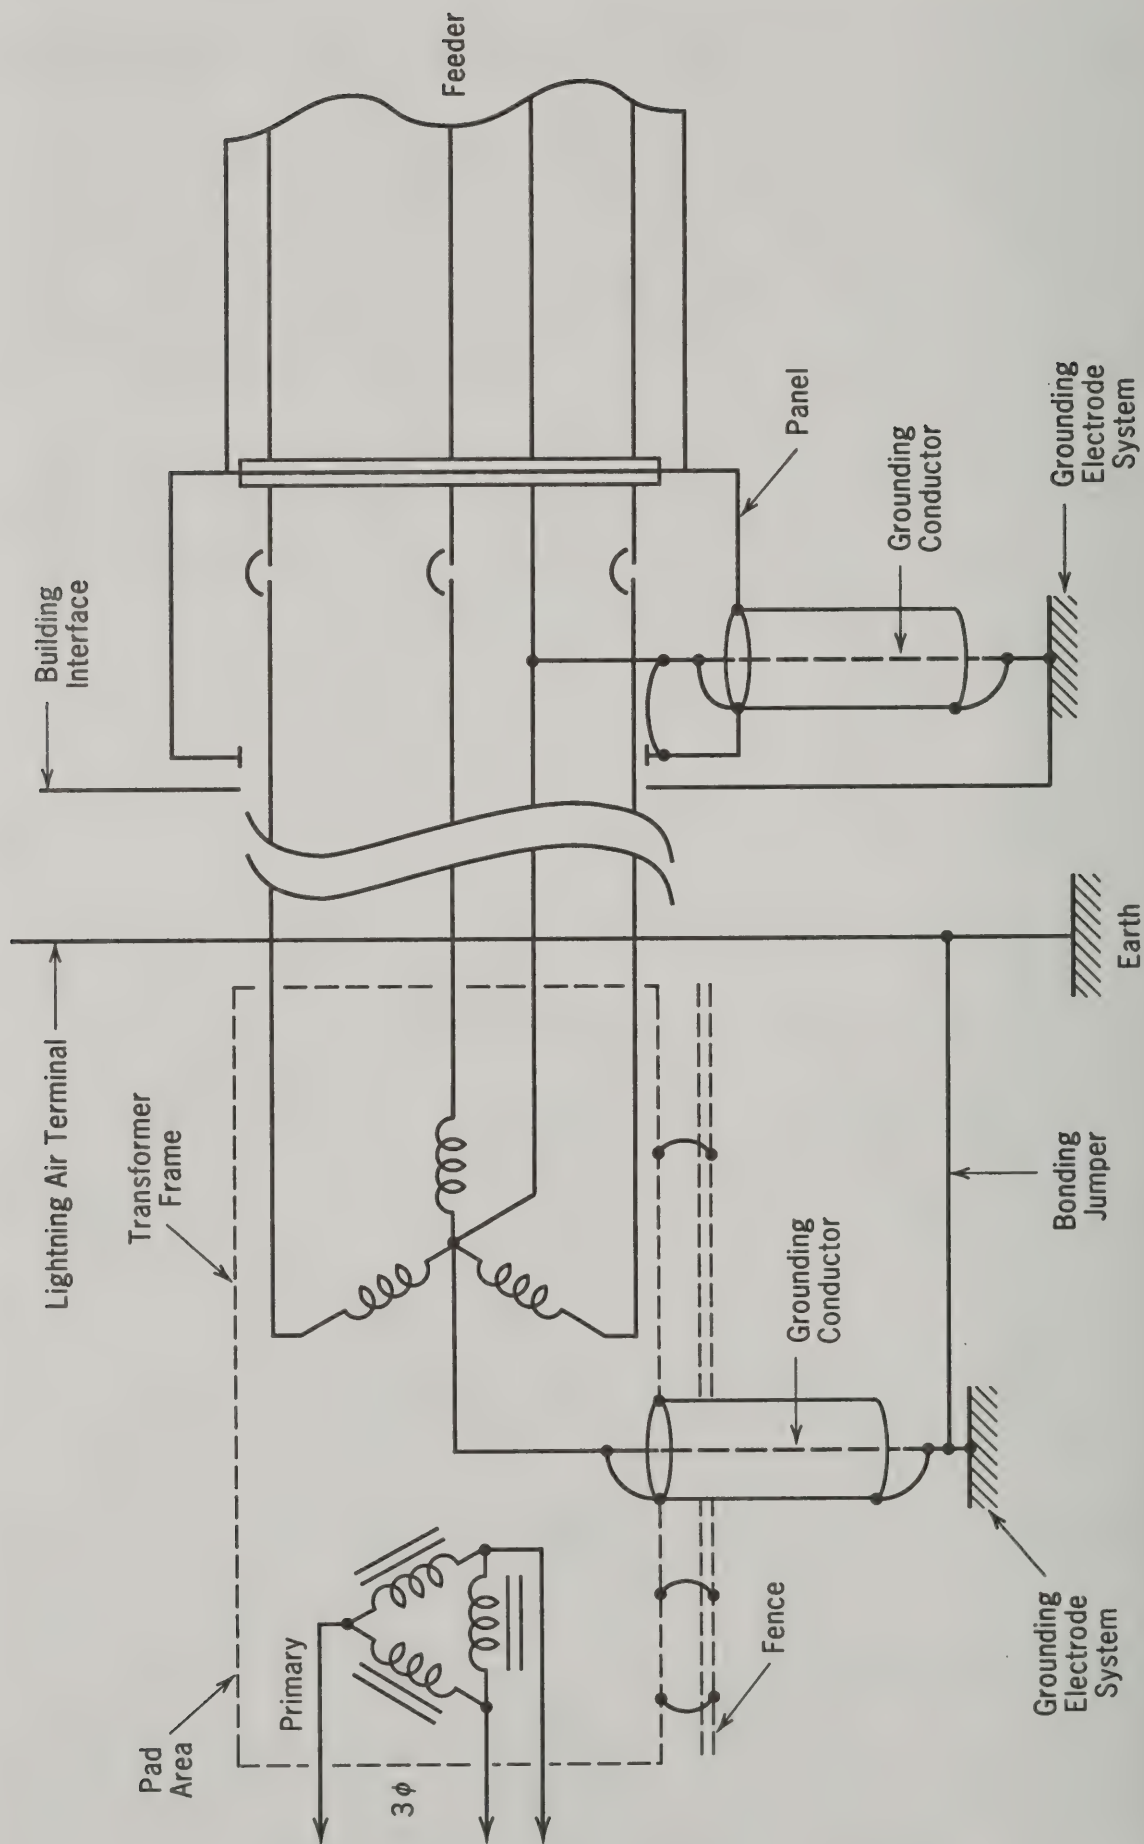 Feeder
Building
Interface
Panel
Grounding
Conductor
Grounding
Electrode
System
Lightning Air Terminal
Earth
Transformer
Frame
Bonding
Jumper
Grounding
Conductor
Pad
Area
Primary
3ϕ
Fence
Grounding
Electrode
System